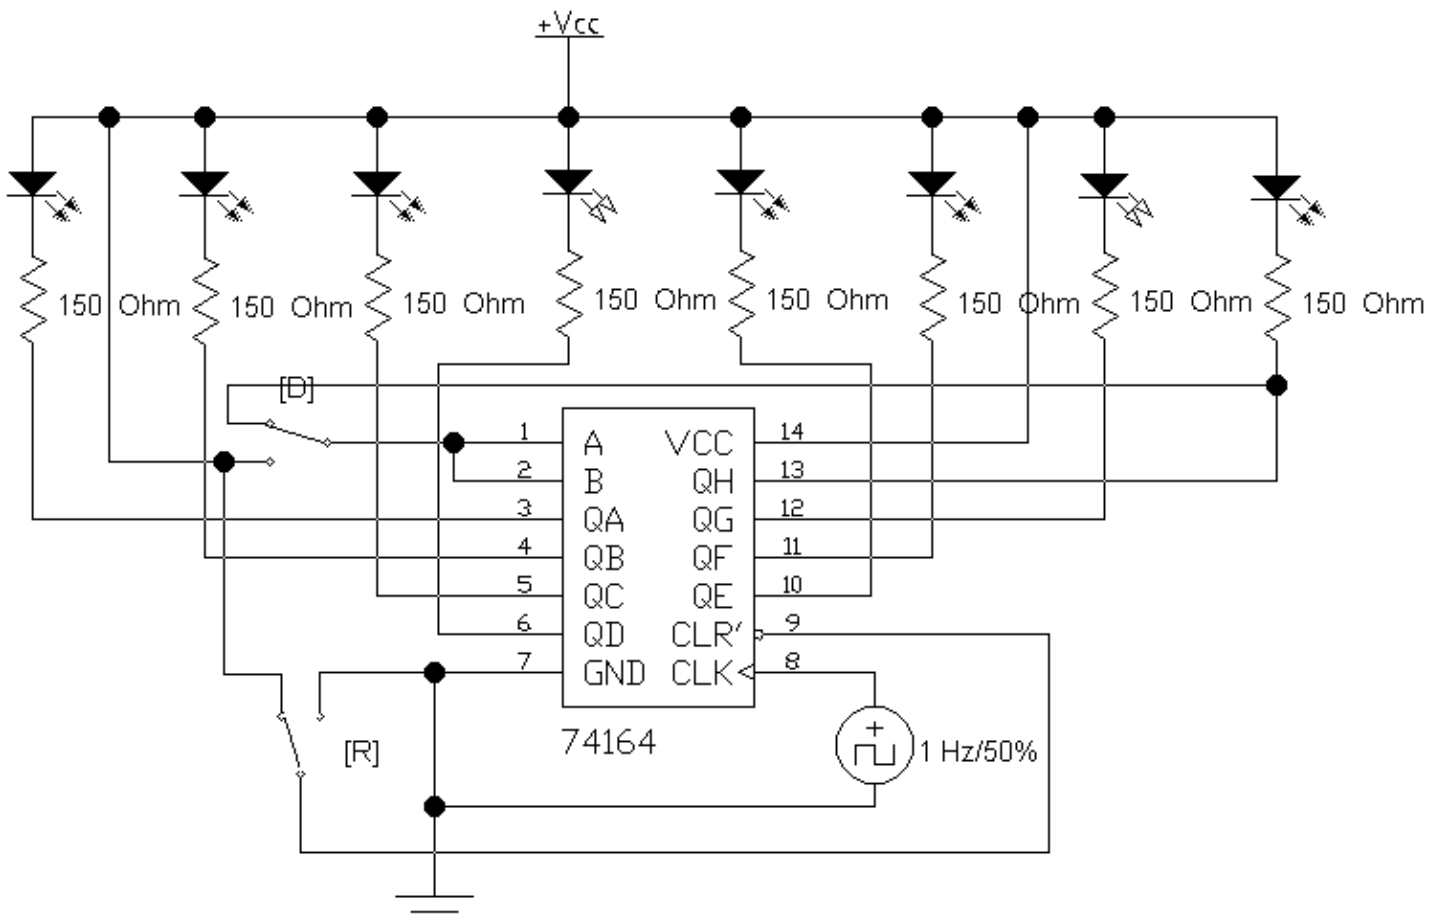 +Vcc
150 Ohm
150 Ohm
150 Ohm
150 Ohm
150 Ohm
150 Ohm
150 Ohm
150 Ohm
[D]
1 A VCC 14
2 B QH 13
3 QA QG 12
4 QB QF 11
5 QC QE 10
6 QD CLR' 9
7 GND CLK 8
74164
[R]
+
1 Hz/50%